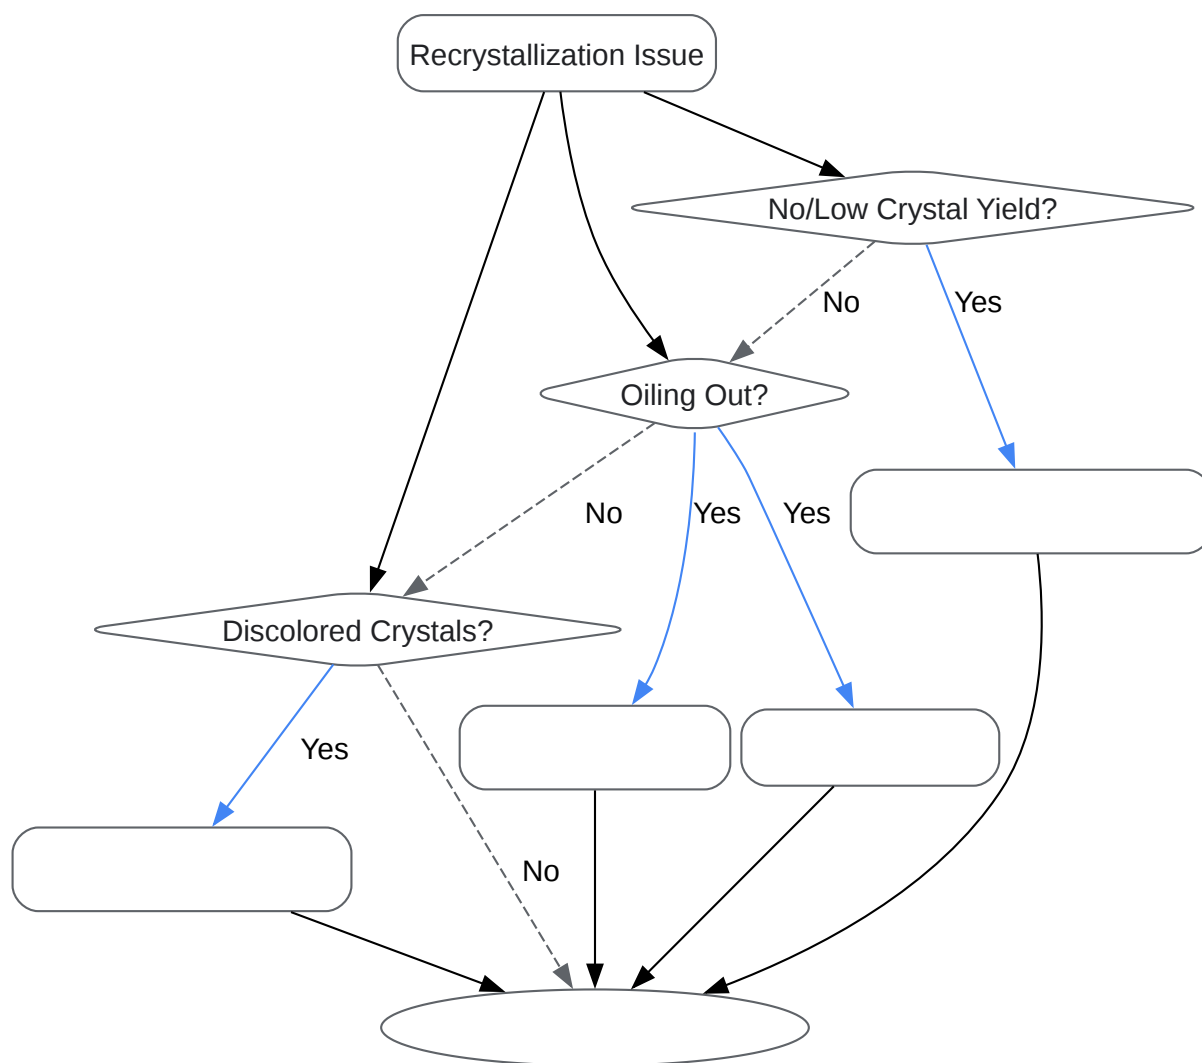 Recrystallization Issue
No/Low Crystal Yield?
No
Yes
Oiling Out?
No
Yes
Yes
Discolored Crystals?
Yes
No